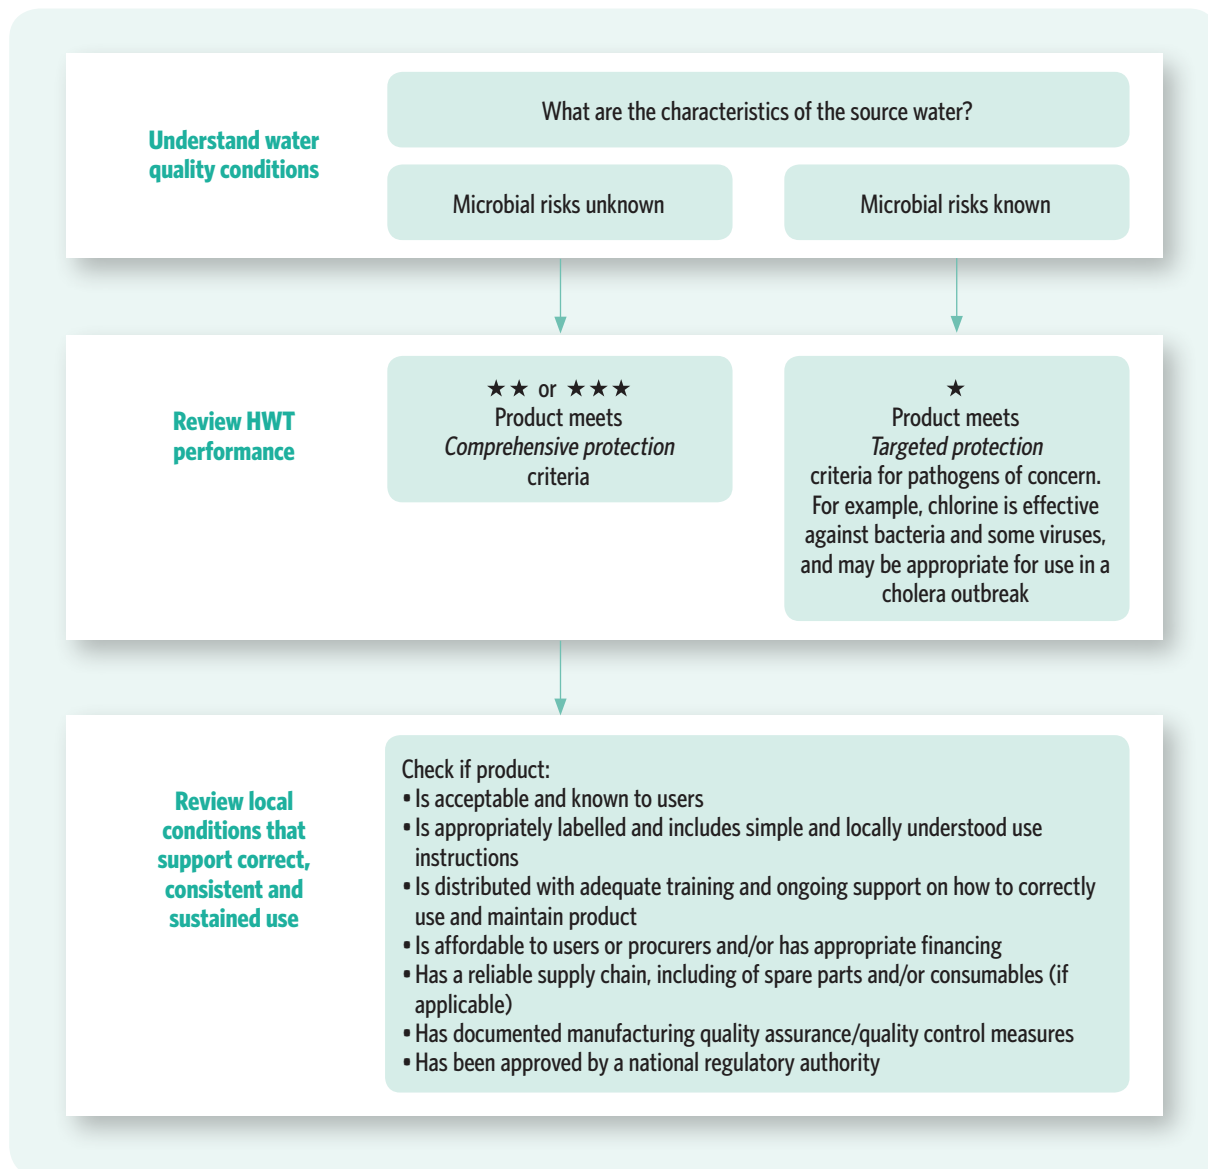 Understand water
quality conditions
What are the characteristics of the source water?
Microbial risks unknown
Microbial risks known
Review HWT
performance
★★ or ★★★
Product meets
Comprehensive protection
criteria
★
Product meets
Targeted protection
criteria for pathogens of concern.
For example, chlorine is effective
against bacteria and some viruses,
and may be appropriate for use in a
cholera outbreak
Review local
conditions that
support correct,
consistent and
sustained use
Check if product:
• Is acceptable and known to users
• Is appropriately labelled and includes simple and locally understood use
instructions
• Is distributed with adequate training and ongoing support on how to correctly
use and maintain product
• Is affordable to users or procurers and/or has appropriate financing
• Has a reliable supply chain, including of spare parts and/or consumables (if
applicable)
• Has documented manufacturing quality assurance/quality control measures
• Has been approved by a national regulatory authority